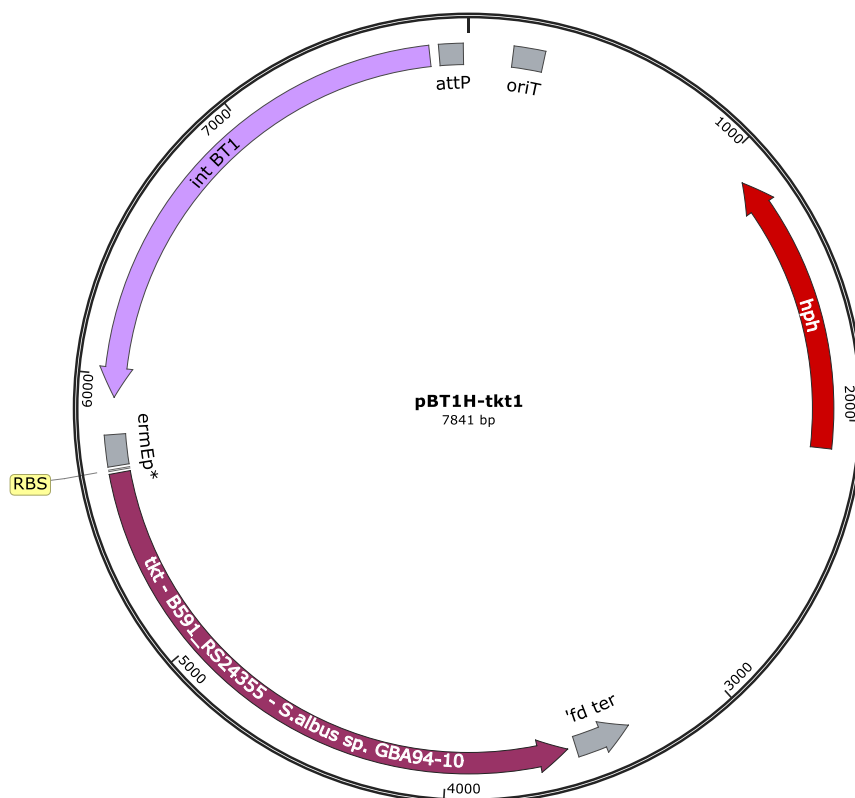 attP
oriT
7000
1000
int BT1
hph
6000
2000
pBT1H-tkt1
7841 bp
ermEp*
RBS
tkt - B591_RS24355 - S.albus sp. GBA94-10
5000
3000
'fd ter
4000